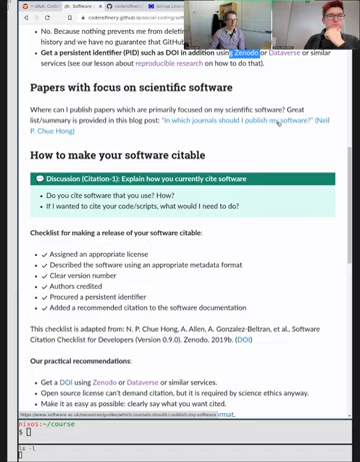 Software
coderefinery.github.io/social-coding/soft
No. Because nothing prevents me from
history and we have no guarantee that GitHub
Get a persistent identifier (PID) such as DOI in addition using Zenodo or Dataverse or similar
services (see our lesson about reproducible research on how to do that).
Papers with focus on scientific software
Where can I publish papers which are primarily focused on my scientific software? Great
list/summary is provided in this blog post: "In which journals should I publish my software?" (Neil
P. Chue Hong)
How to make your software citable
Discussion (Citation-1): Explain how you currently cite software
Do you cite software that you use? How?
If I wanted to cite your code/scripts, what would I need to do?
Checklist for making a release of your software citable:
✓ Assigned an appropriate license
✓ Described the software using an appropriate metadata format
✓ Clear version number
✓ Authors credited
✓ Procured a persistent identifier
✓ Added a recommended citation to the software documentation
This checklist is adapted from: N. P. Chue Hong, A. Allen, A. Gonzalez-Beltran, et al., Software
Citation Checklist for Developers (Version 0.9.0). Zenodo. 2019b. (DOI)
Our practical recommendations:
Get a DOI using Zenodo or Dataverse or similar services.
Open source license can't demand citation, but it is required by science ethics anyway.
Make it as easy as possible: clearly say what you want cited.
rmat.
https://www.software.ac.uk/resources/guides/which-journals-should-i-publish-my-software
nixos:~/course
$
ls -l